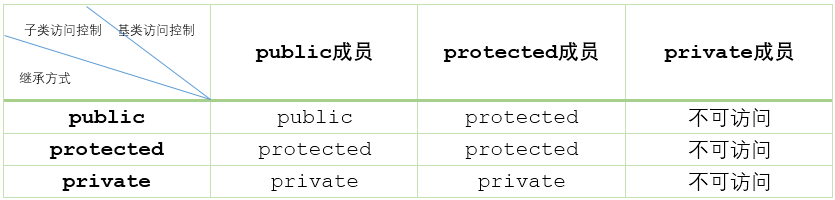 子类访问控制 基类访问控制
继承方式
public成员 protected成员 private成员
public public protected 不可访问
protected protected protected 不可访问
private private private 不可访问